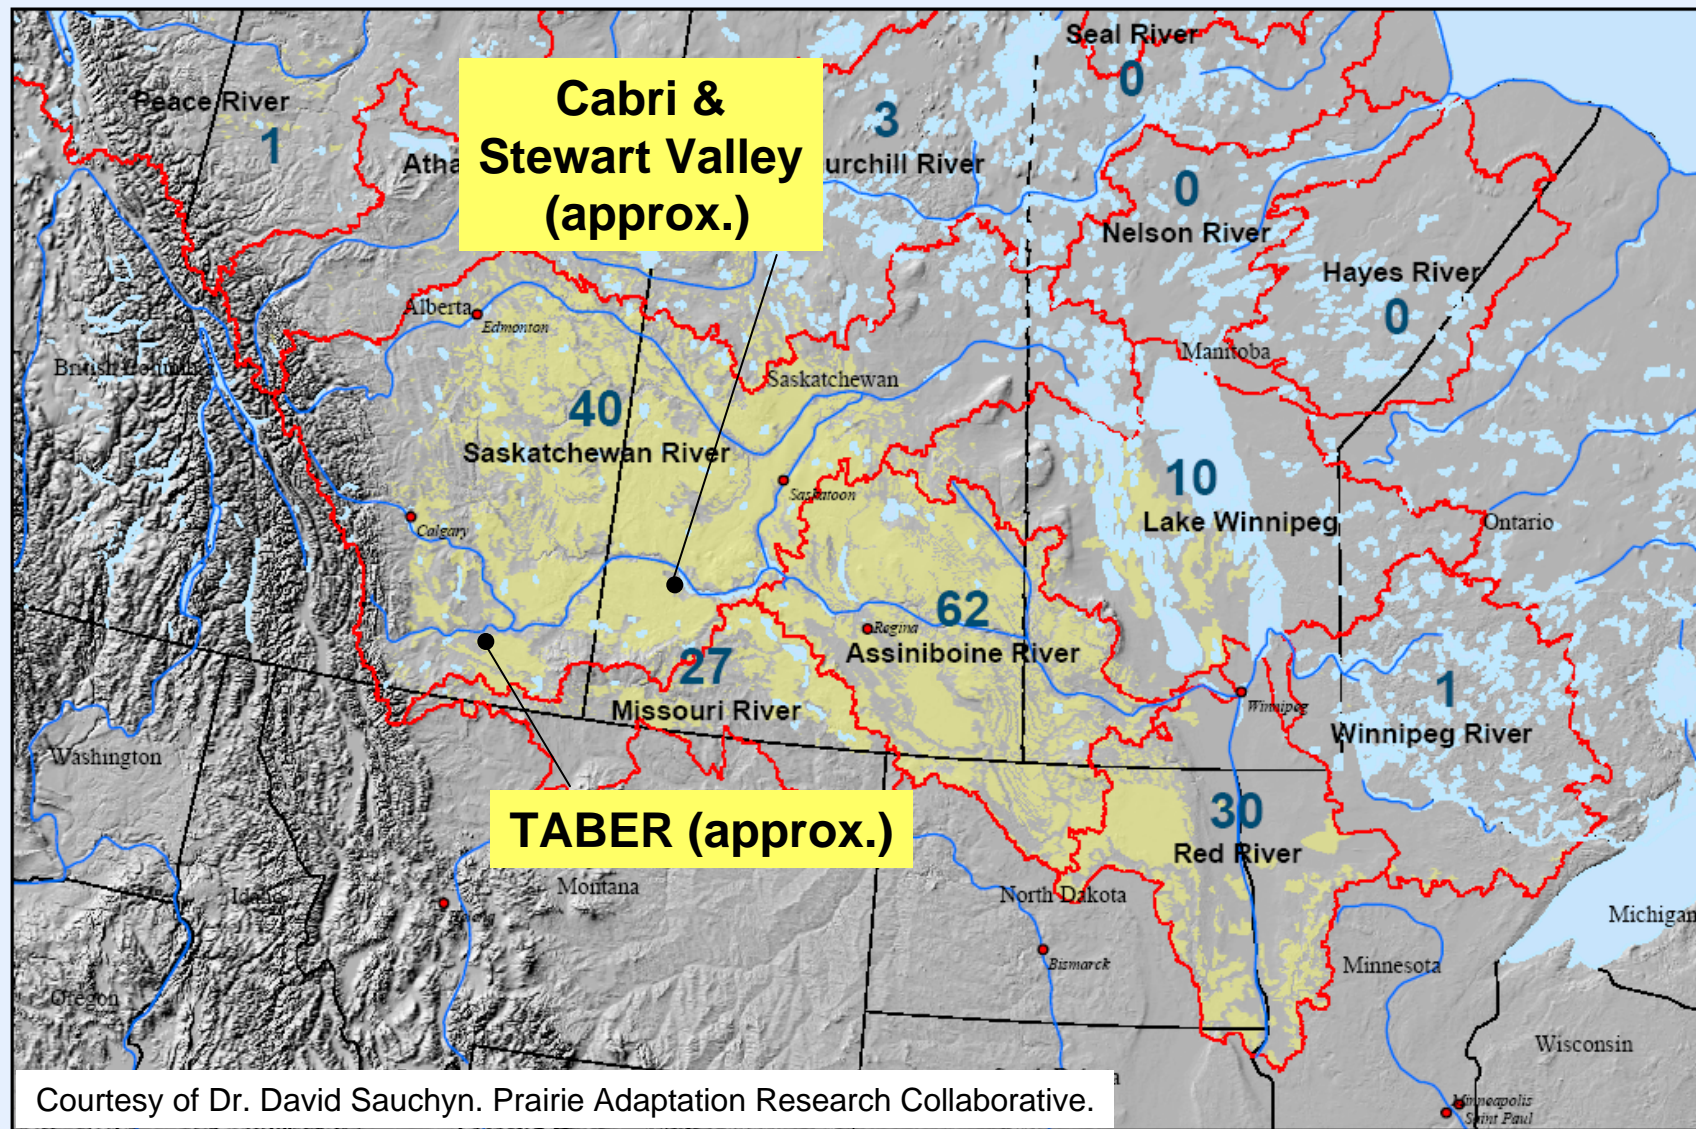 Seal River
0
Cabri &
Stewart Valley
(approx.)
Peace River
1
3
urchill River
Atha
0
Nelson River
Hayes River
0
Alberta
Edmonton
Manitoba
British Columbia
Saskatchewan
40
Saskatchewan River
10
Lake Winnipeg
Saskatoon
Calgary
Ontario
62
Regina
Assiniboine River
27
Missouri River
1
Winnipeg
Winnipeg River
Washington
TABER (approx.)
30
Red River
Montana
Idaho
North Dakota
Helena
Michigan
Bismarck
Minnesota
Oregon
Wisconsin
Courtesy of Dr. David Sauchyn. Prairie Adaptation Research Collaborative.
Minneapolis
Saint Paul